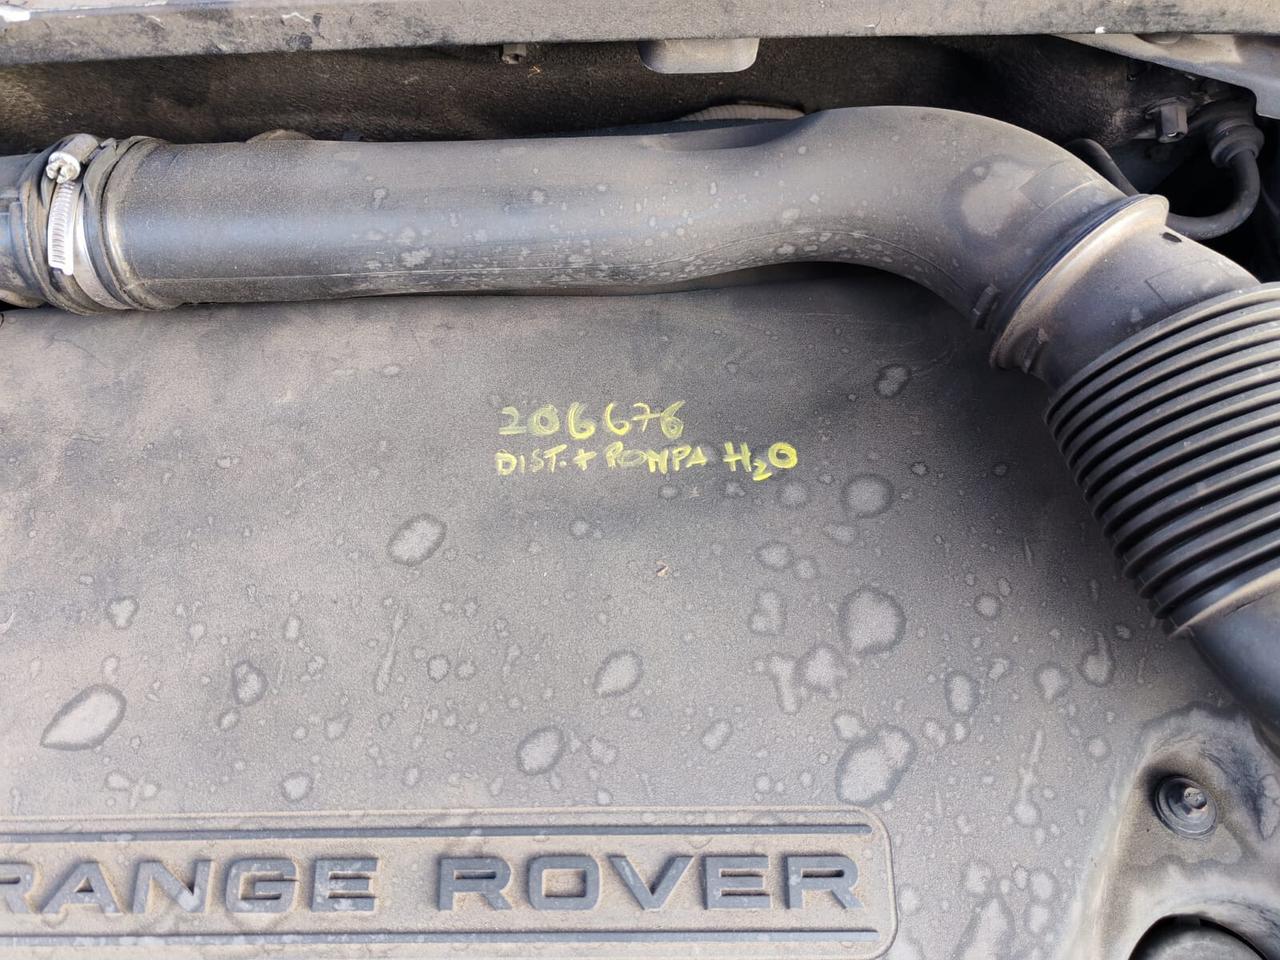 206676
DIST. + POMPA H₂O
RANGE ROVER